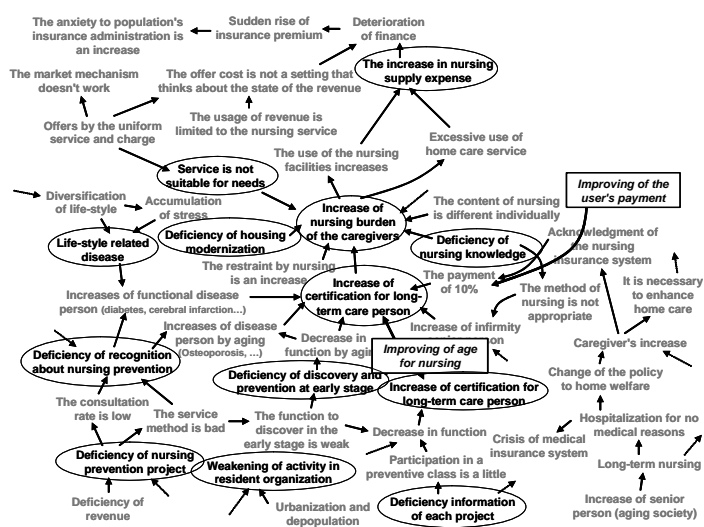 The anxiety to population's
insurance administration is
an increase
Sudden rise of
insurance premium
Deterioration
of finance
The market mechanism
doesn't work
The offer cost is not a setting that
thinks about the state of the revenue
The increase in nursing
supply expense
The usage of revenue is
limited to the nursing service
Offers by the uniform
service and charge
Excessive use of
home care service
The use of the nursing
facilities increases
Service is not
suitable for needs
Improving of the
user's payment
Diversification
of life-style
Accumulation
of stress
Increase of
nursing burden
of the caregivers
The content of nursing
is different individually
Life-style related
disease
Deficiency of housing
modernization
Deficiency of
nursing knowledge
Acknowledgment of
the nursing
insurance system
The restraint by nursing
is an increase
The payment
of 10%
Increase of
certification for long-
term care person
The method of
nursing is not
appropriate
It is necessary
to enhance
home care
Increases of functional disease
person (diabetes, cerebral infarction...)
Increases of disease
person by aging
(Osteoporosis, ...)
Decrease in
function by agin
Increase of infirmity
Improving of age
for nursing
Caregiver's increase
Deficiency of recognition
about nursing prevention
Deficiency of discovery and
prevention at early stage
Increase of certification for
long-term care person
Change of the policy
to home welfare
The consultation
rate is low
The service
method is bad
The function to
discover in the
early stage is weak
Decrease in function
Crisis of medical
insurance system
Hospitalization for no
medical reasons
Deficiency of nursing
prevention project
Weakening of activity in
resident organization
Participation in a
preventive class is a little
Long-term nursing
Deficiency of
revenue
Urbanization and
depopulation
Deficiency information
of each project
Increase of senior
person (aging society)